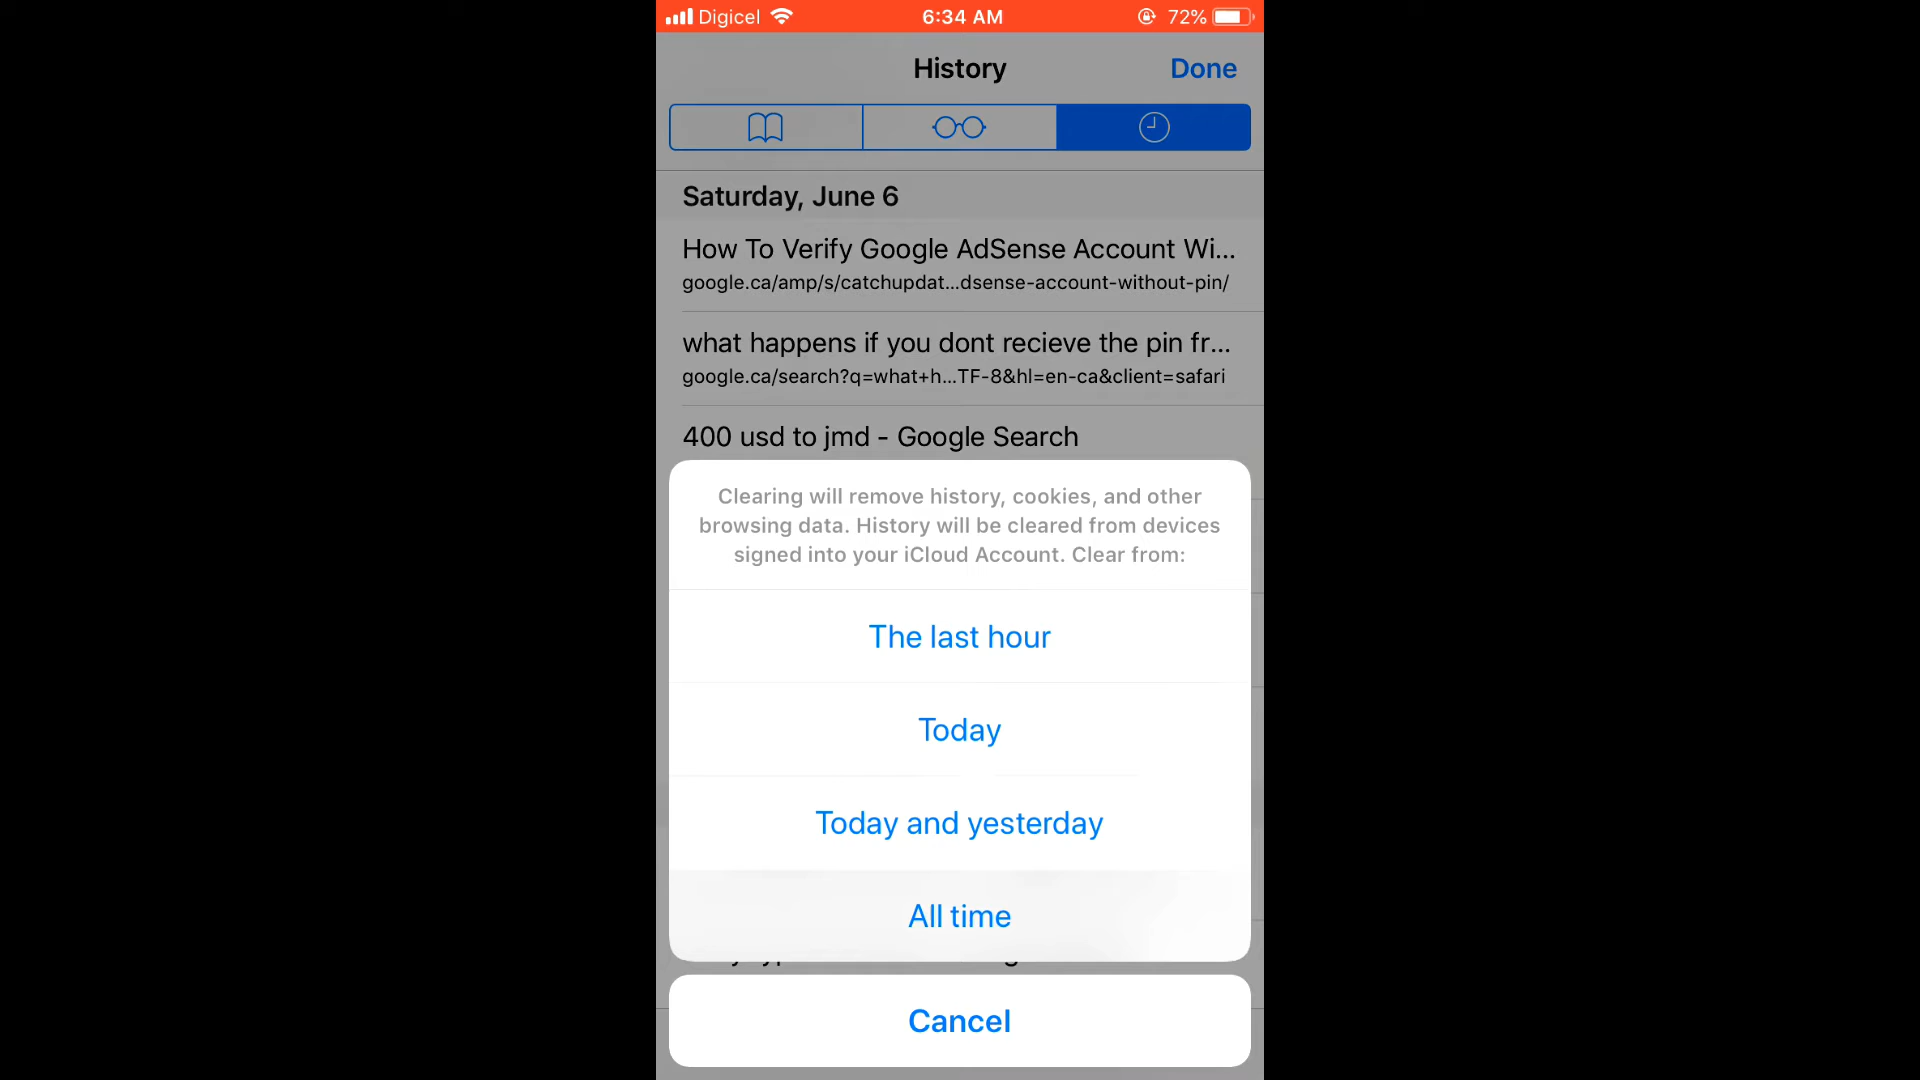 Digicel
6:34 AM
72%
History
Done
Saturday, June 6
How To Verify Google AdSense Account Wi...
google.ca/amp/s/catchupdat...dsense-account-without-pin/
what happens if you dont recieve the pin fr...
google.ca/search?q=what+h...TF-8&hl=en-ca&client=safari
400 usd to jmd - Google Search
Clearing will remove history, cookies, and other
browsing data. History will be cleared from devices
signed into your iCloud Account. Clear from:
The last hour
Today
Today and yesterday
All time
Cancel